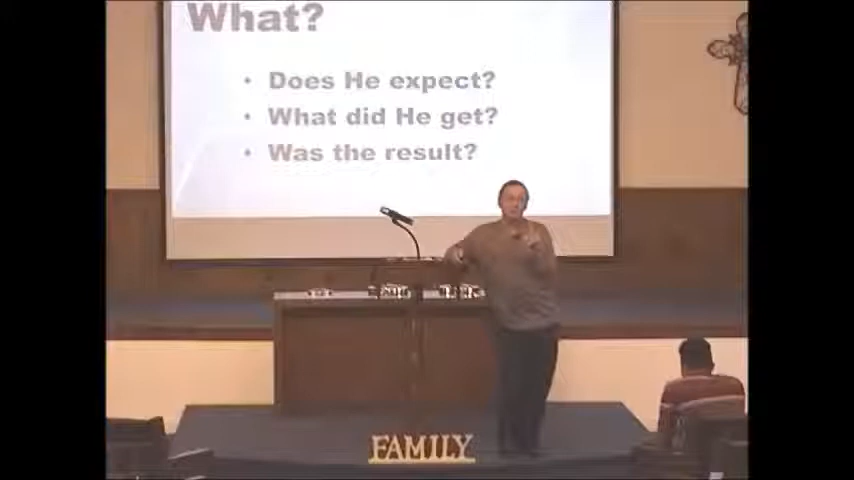 What?
• Does He expect?
• What did He get?
• Was the result?
FAMILY